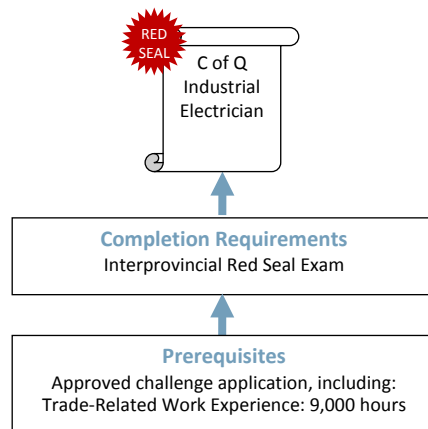 RED
SEAL
C of Q
Industrial
Electrician
Completion Requirements
Interprovincial Red Seal Exam
Prerequisites
Approved challenge application, including:
Trade-Related Work Experience: 9,000 hours